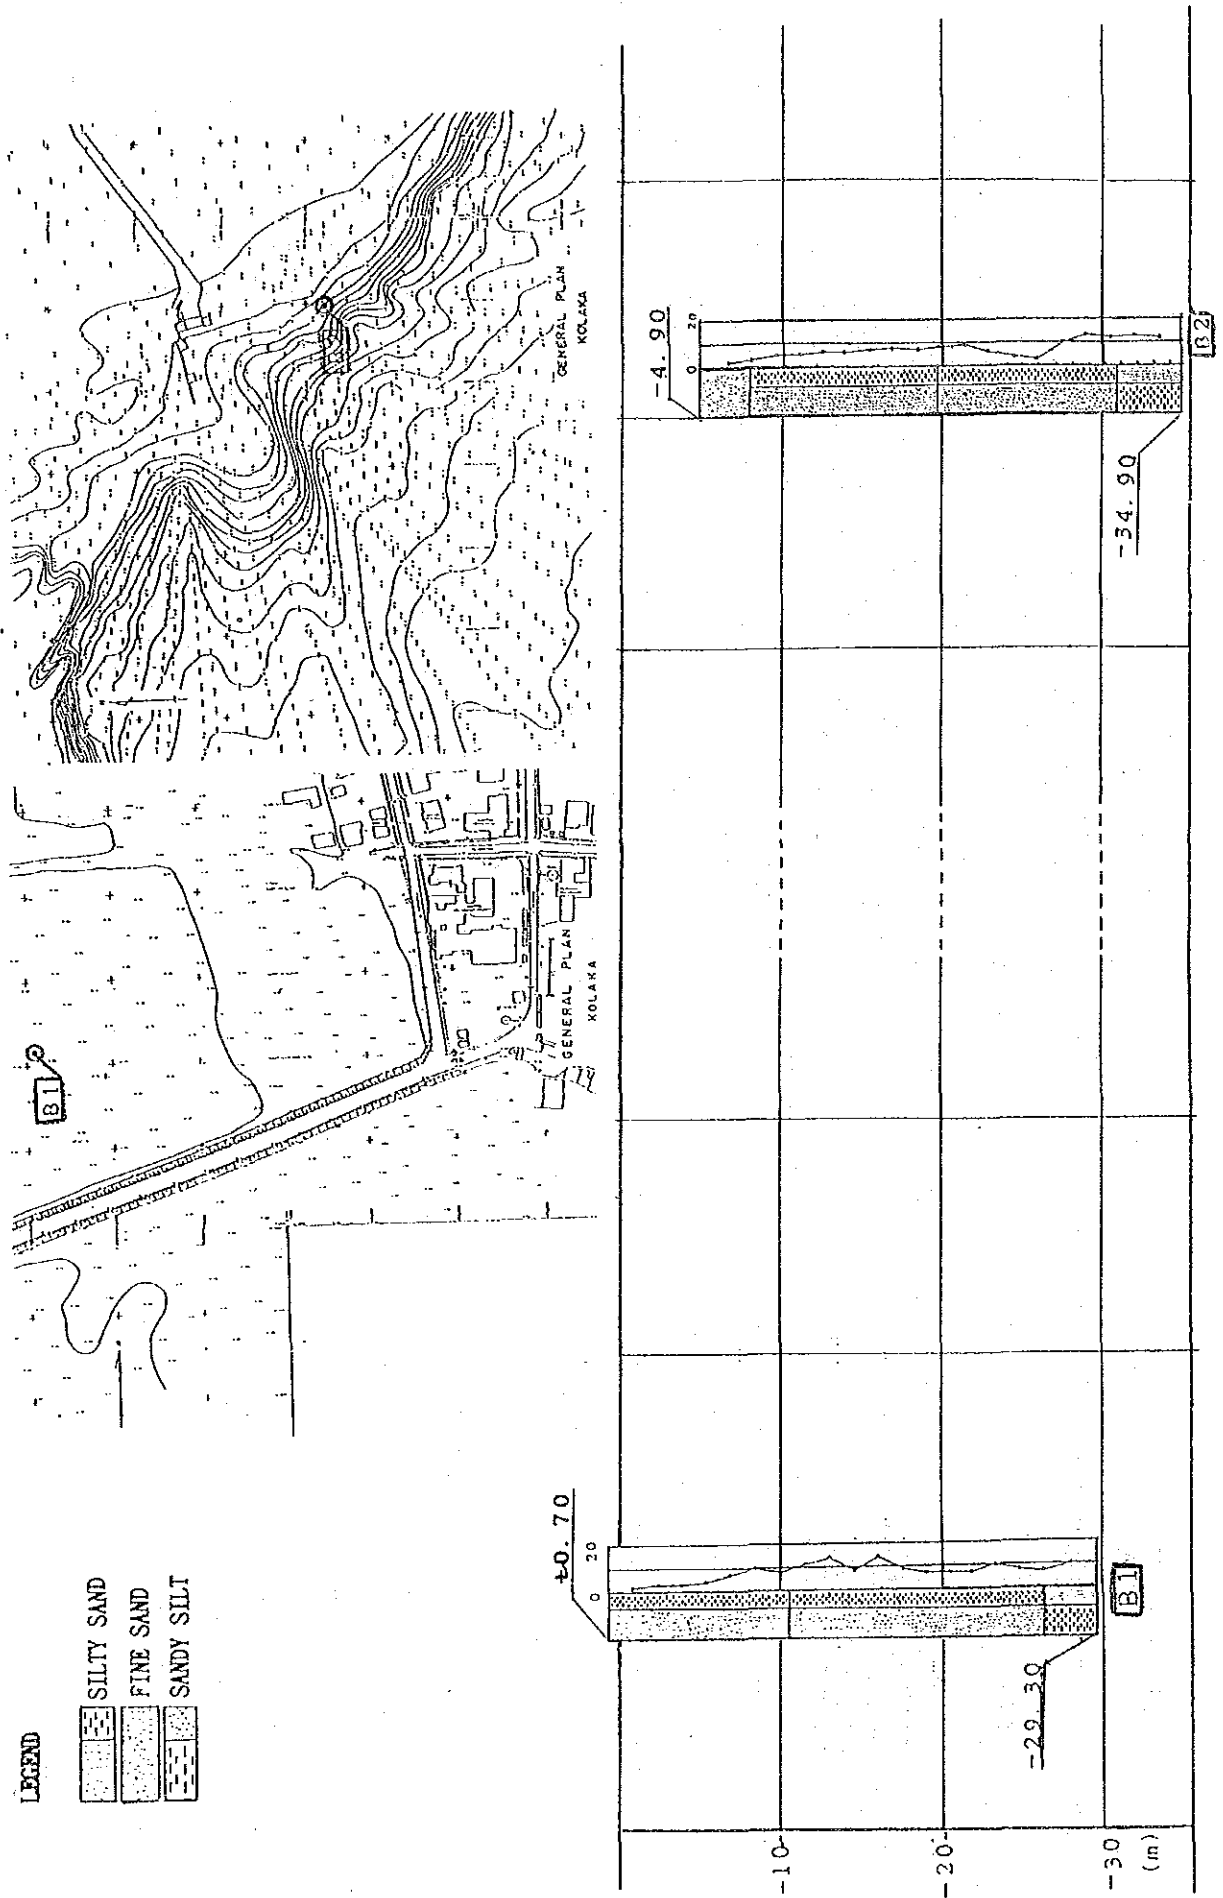 LEGEND
SILTY SAND
FINE SAND
SANDY SILT
B1
GENERAL PLAN
KOLAKA
GENERAL PLAN
KOLAKA
±0.70
0 20
-10
-20
-30
(m)
-29.30
B1
-4.90
0 20
-34.90
B2